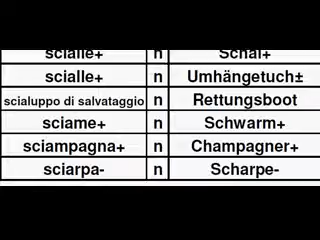 scialle+ n Schal+
scialle+ n Umhängetuch±
scialuppo di salvataggio n Rettungsboot
sciame+ n Schwarm+
sciampagna+ n Champagner+
sciarpa- n Scharpe-